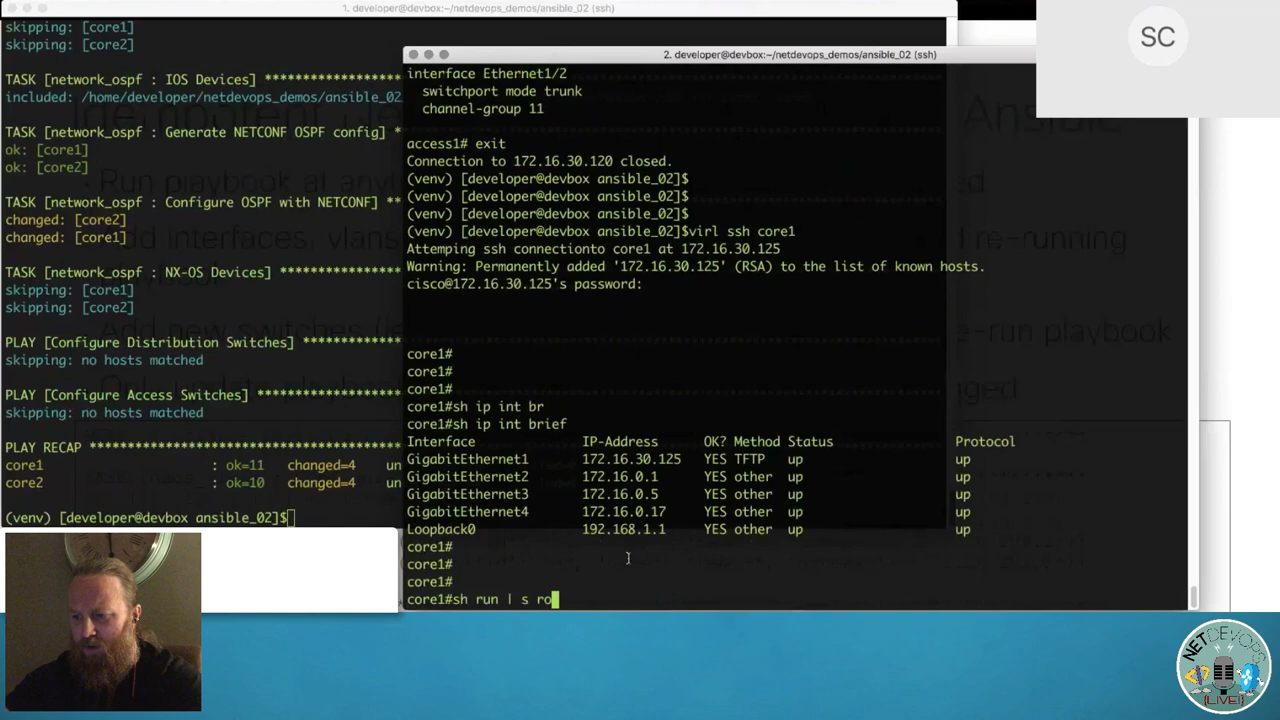 1. developer@devbox:~/netdevops_demos/ansible_02 (ssh)
skipping: [core1]
skipping: [core2]
TASK [network_ospf : IOS Devices] ****************************
included: /home/developer/netdevops_demos/ansible_02
TASK [network_ospf : Generate NETCONF OSPF config] *
ok: [core1]
ok: [core2]
TASK [network_ospf : Configure OSPF with NETCONF] **
changed: [core2]
changed: [core1]
TASK [network_ospf : NX-OS Devices] ****************
skipping: [core1]
skipping: [core2]
PLAY [Configure Distribution Switches] *************
skipping: no hosts matched
PLAY [Configure Access Switches] *******************
skipping: no hosts matched
PLAY RECAP ****************************************
core1 : ok=11 changed=4 un
core2 : ok=10 changed=4 un
(venv) [developer@devbox ansible_02]$
2. developer@devbox:~/netdevops_demos/ansible_02 (ssh)
interface Ethernet1/2
switchport mode trunk
channel-group 11
access1# exit
Connection to 172.16.30.120 closed.
(venv) [developer@devbox ansible_02]$
(venv) [developer@devbox ansible_02]$
(venv) [developer@devbox ansible_02]$
(venv) [developer@devbox ansible_02]$virl ssh core1
Attemping ssh connectionto core1 at 172.16.30.125
Warning: Permanently added '172.16.30.125' (RSA) to the list of known hosts.
cisco@172.16.30.125's password:
core1#
core1#
core1#
core1#sh ip int br
core1#sh ip int brief
Interface IP-Address OK? Method Status Protocol
GigabitEthernet1 172.16.30.125 YES TFTP up up
GigabitEthernet2 172.16.0.1 YES other up up
GigabitEthernet3 172.16.0.5 YES other up up
GigabitEthernet4 172.16.0.17 YES other up up
Loopback0 192.168.1.1 YES other up up
core1#
core1#
core1#
core1#sh run | s ro
SC
NETDEVOPS
{LIVE!}